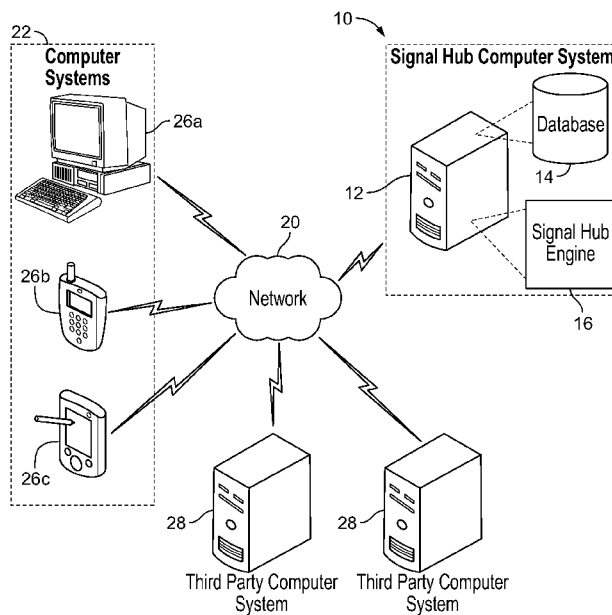 22
Computer
Systems
26a
26b
26c
10
Signal Hub Computer System
12
Database
14
Signal Hub
Engine
16
20
Network
28
Third Party Computer
System
28
Third Party Computer
System